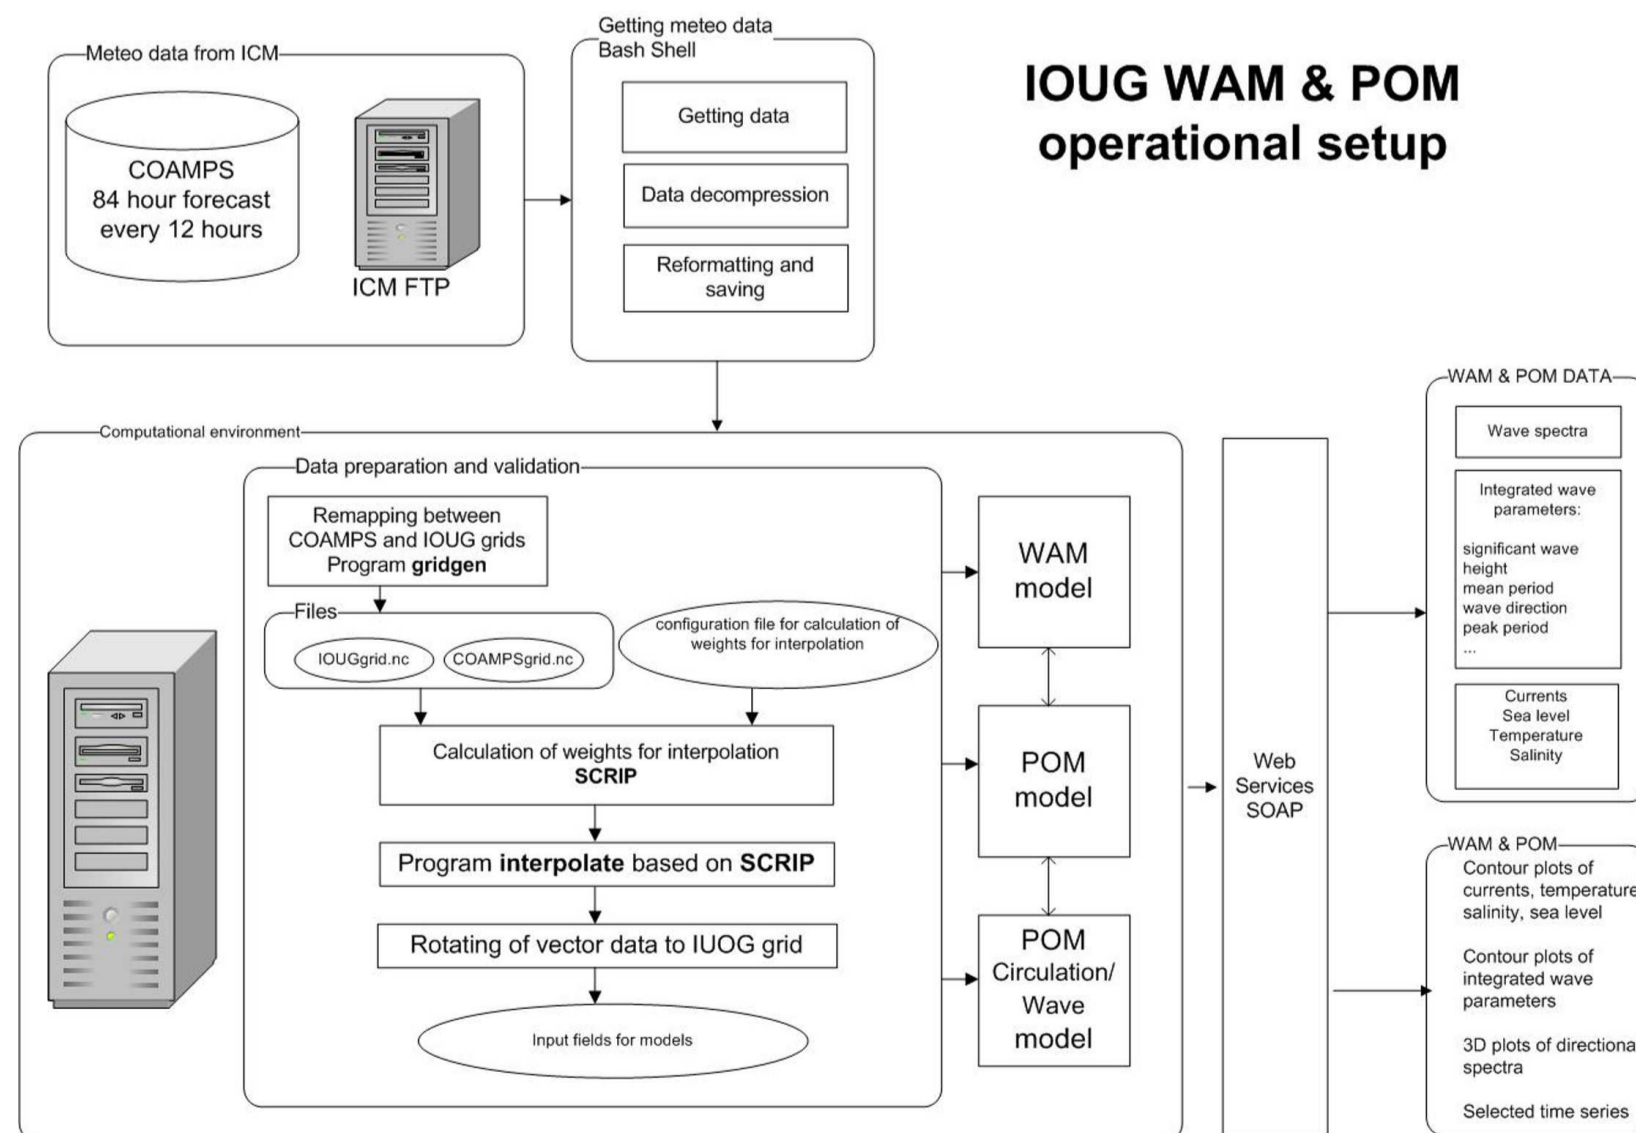 IOUG WAM & POM
operational setup
Meteo data from ICM
COAMPS
84 hour forecast
every 12 hours
ICM FTP
Getting meteo data
Bash Shell
Getting data
Data decompression
Reformatting and
saving
Computational environment
Data preparation and validation
Remapping between
COAMPS and IOUG grids
Program gridgen
Files
IOUGgrid.nc
COAMPSgrid.nc
configuration file for calculation of
weights for interpolation
Calculation of weights for interpolation
SCRIP
Program interpolate based on SCRIP
Rotating of vector data to IUOG grid
Input fields for models
WAM
model
POM
model
POM
Circulation/
Wave
model
Web
Services
SOAP
WAM & POM DATA
Wave spectra
Integrated wave
parameters:
significant wave
height
mean period
wave direction
peak period
...
Currents
Sea level
Temperature
Salinity
WAM & POM
Contour plots of
currents, temperature
salinity, sea level
Contour plots of
integrated wave
parameters
3D plots of directiona
spectra
Selected time series